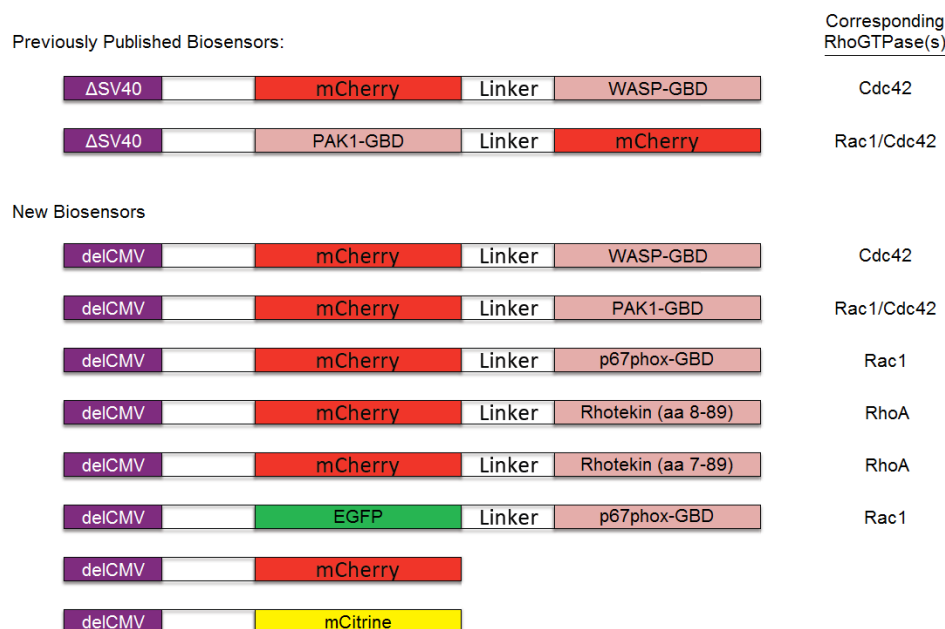 Corresponding
Previously Published Biosensors: RhoGTPase(s)
ΔSV40 mCherry Linker WASP-GBD Cdc42
ΔSV40 PAK1-GBD Linker mCherry Rac1/Cdc42
New Biosensors
delCMV mCherry Linker WASP-GBD Cdc42
delCMV mCherry Linker PAK1-GBD Rac1/Cdc42
delCMV mCherry Linker p67phox-GBD Rac1
delCMV mCherry Linker Rhotekin (aa 8-89) RhoA
delCMV mCherry Linker Rhotekin (aa 7-89) RhoA
delCMV EGFP Linker p67phox-GBD Rac1
delCMV mCherry
delCMV mCitrine